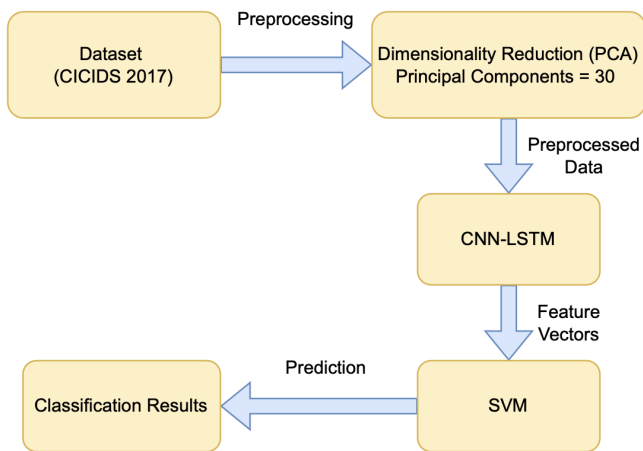 Preprocessing
Dataset
(CICIDS 2017)
Dimensionality Reduction (PCA)
Principal Components = 30
Preprocessed
Data
CNN-LSTM
Feature
Vectors
Prediction
Classification Results
SVM